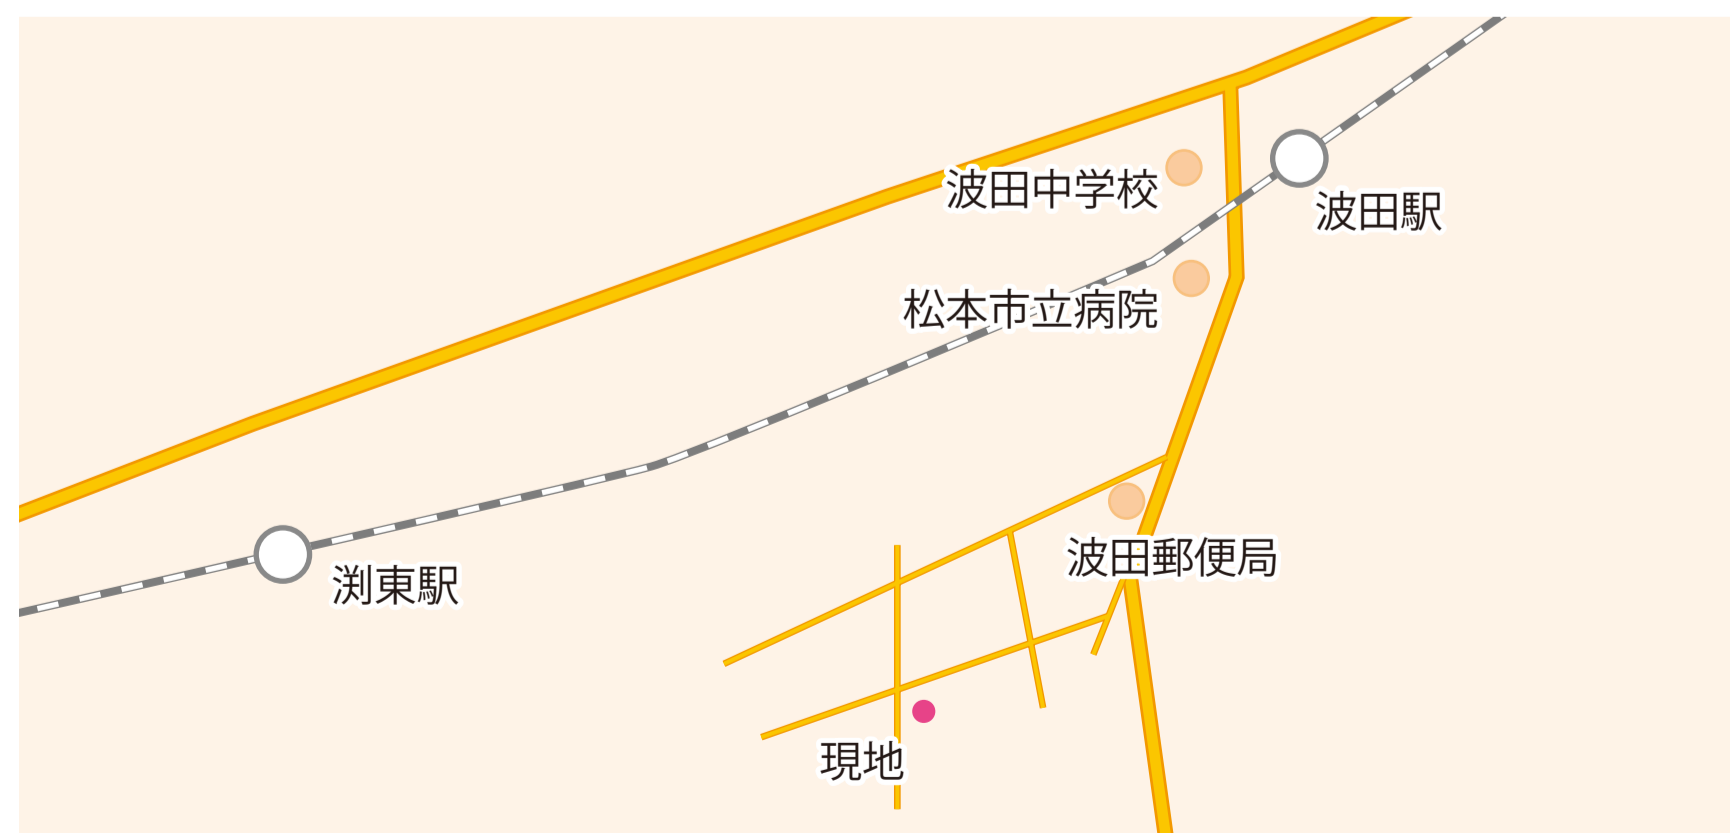 波田中学校
波田駅
松本市立病院
波田郵便局
渕東駅
現地